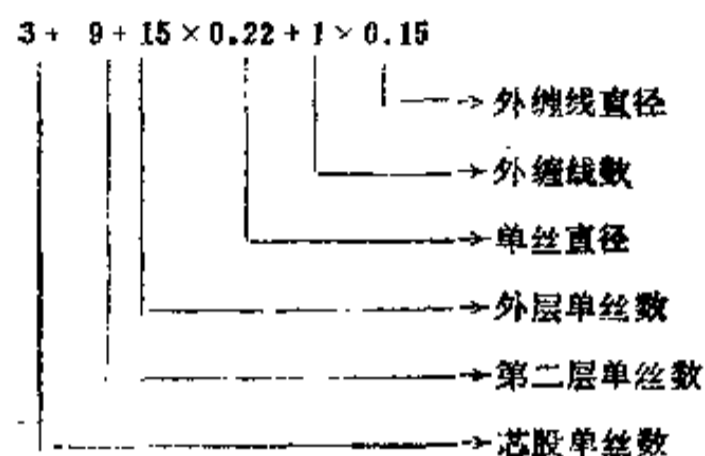 3+ 9+15×0.22+1×0.15
外缠线直径
外缠线数
单丝直径
外层单丝数
第二层单丝数
芯股单丝数